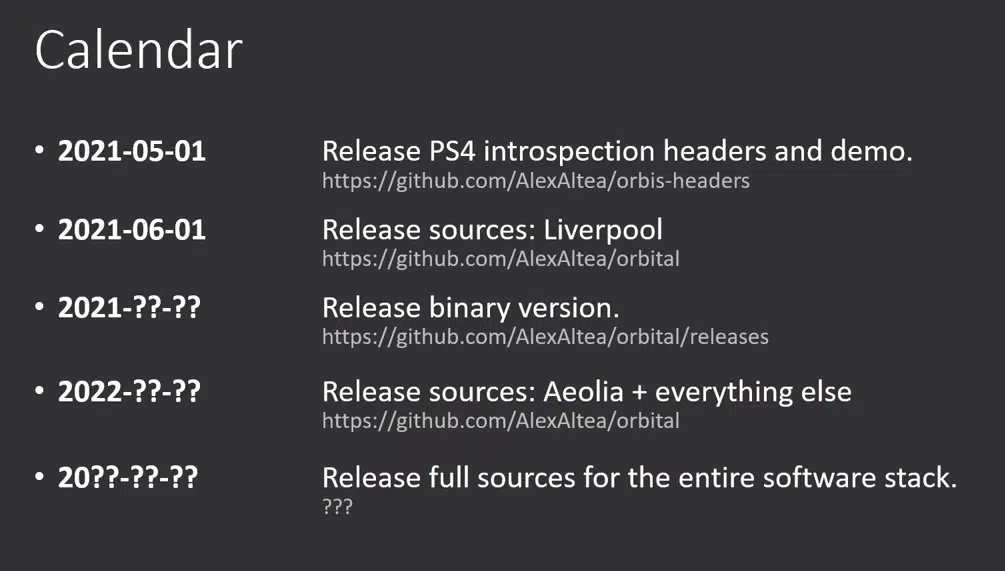 Calendar
• 2021-05-01 Release PS4 introspection headers and demo.
https://github.com/AlexAltea/orbis-headers
• 2021-06-01 Release sources: Liverpool
https://github.com/AlexAltea/orbital
• 2021-??-?? Release binary version.
https://github.com/AlexAltea/orbital/releases
• 2022-??-?? Release sources: Aeolia + everything else
https://github.com/AlexAltea/orbital
• 20??-??-?? Release full sources for the entire software stack.
???